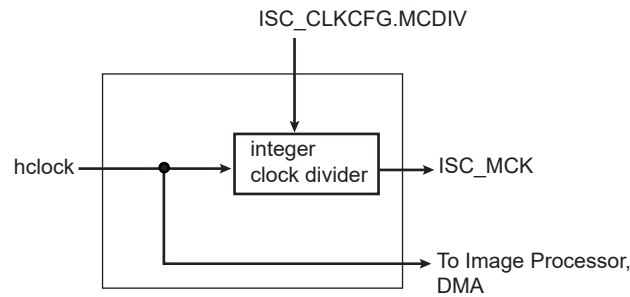 ISC_CLKCFG.MCDIV
integer
clock divider
hclock
ISC_MCK
To Image Processor,
DMA